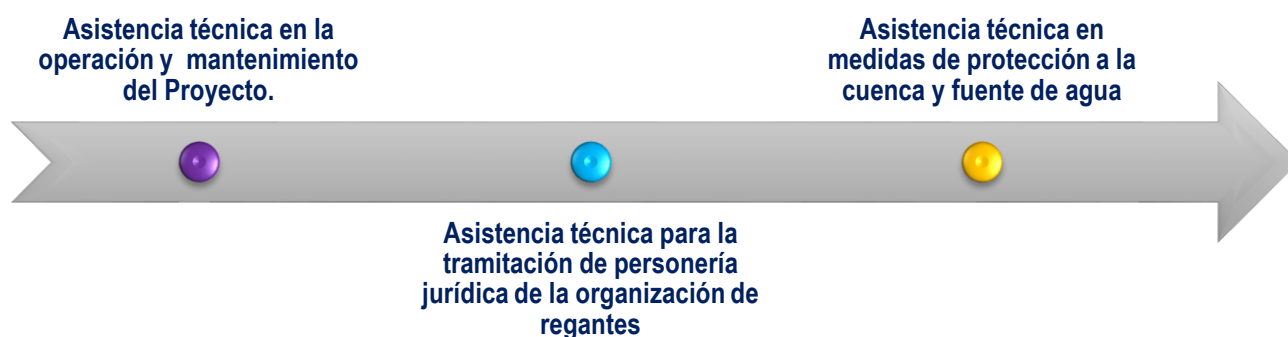 Asistencia técnica en la
operación y mantenimiento
del Proyecto.
Asistencia técnica para la
tramitación de personería
jurídica de la organización de
regantes
Asistencia técnica en
medidas de protección a la
cuenca y fuente de agua